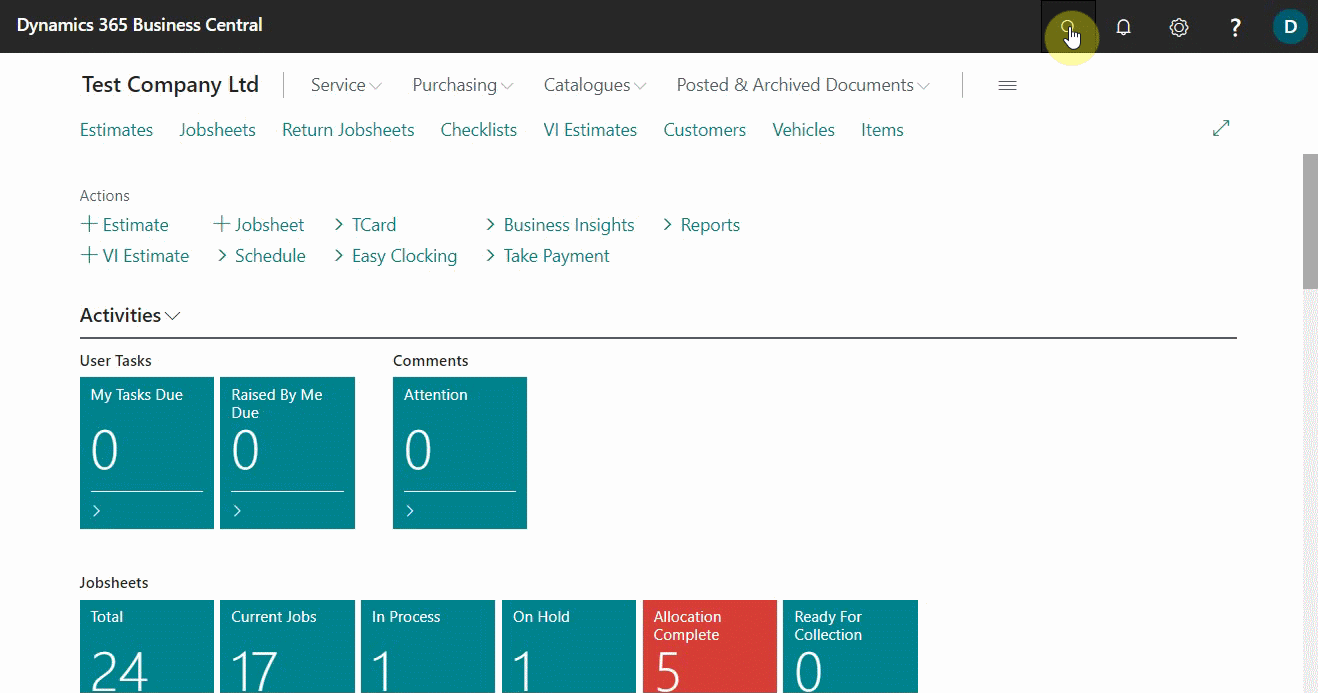 Dynamics 365 Business Central
?
D
Test Company Ltd
Service
Purchasing
Catalogues
Posted & Archived Documents
Estimates
Jobsheets
Return Jobsheets
Checklists
VI Estimates
Customers
Vehicles
Items
Actions
+ Estimate
+ Jobsheet
> TCard
> Business Insights
> Reports
+ VI Estimate
> Schedule
> Easy Clocking
> Take Payment
Activities
User Tasks
Comments
My Tasks Due
0
Raised By Me
Due
0
Attention
0
Jobsheets
Total
24
Current Jobs
17
In Process
1
On Hold
1
Allocation
Complete
5
Ready For
Collection
0